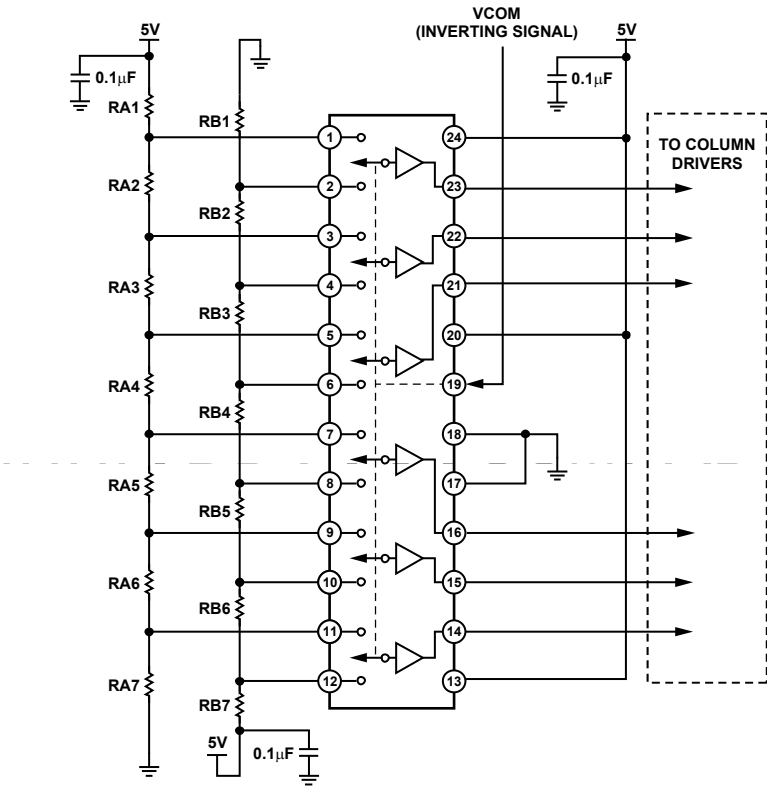 VCOM
(INVERTING SIGNAL)
5V
5V
0.1μF
0.1μF
RA1
RB1
1
24
TO COLUMN
DRIVERS
RA2
2
23
RB2
3
22
RA3
4
21
RB3
5
20
RA4
6
19
RB4
7
18
RA5
8
17
RB5
9
16
RA6
10
15
RB6
11
14
RA7
12
13
RB7
5V
0.1μF